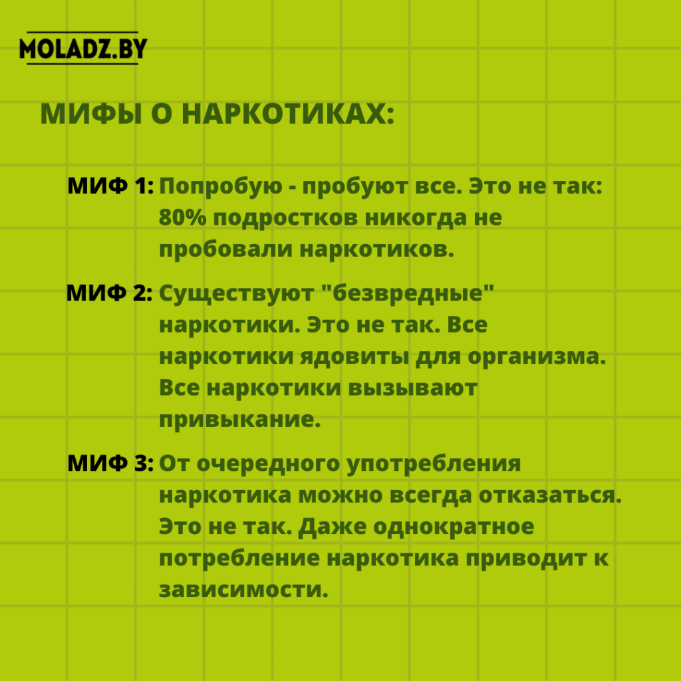 MOLADZ.BY
МИФЫ О НАРКОТИКАХ:
МИФ 1: Попробую - пробуют все. Это не так:
80% подростков никогда не
пробовали наркотиков.
МИФ 2: Существуют "безвредные"
наркотики. Это не так. Все
наркотики ядовиты для организма.
Все наркотики вызывают
привыкание.
МИФ 3: От очередного употребления
наркотика можно всегда отказаться.
Это не так. Даже однократное
потребление наркотика приводит к
зависимости.